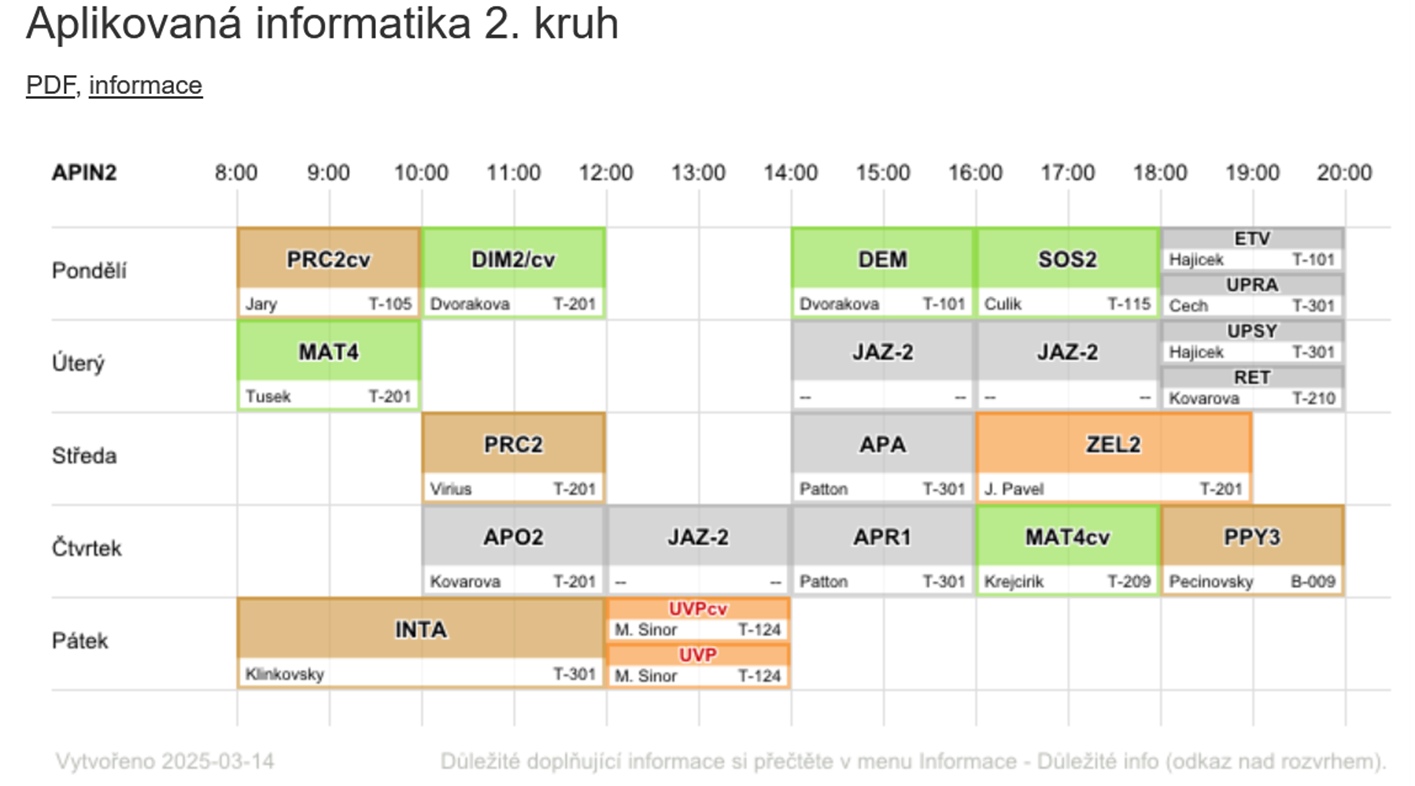 Aplikovaná informatika 2. kruh
PDF, informace
APIN2 8:00 9:00 10:00 11:00 12:00 13:00 14:00 15:00 16:00 17:00 18:00 19:00 20:00
Pondělí
PRC2cv
Jary T-105
DIM2/cv
Dvorakova T-201
DEM
Dvorakova T-101
SOS2
Culik T-115
ETV
Hajicek T-101
UPRA
Cech T-301
Úterý
MAT4
Tusek T-201
JAZ-2
-- --
JAZ-2
-- --
UPSY
Hajicek T-301
RET
Kovarova T-210
Středa
PRC2
Virius T-201
APA
Patton T-301
ZEL2
J. Pavel T-201
Čtvrtek
APO2
Kovarova T-201
JAZ-2
-- --
APR1
Patton T-301
MAT4cv
Krejcirik T-209
PPY3
Pecinovsky B-009
Pátek
INTA
Klinkovsky T-301
UVPcv
M. Sinor T-124
UVP
M. Sinor T-124
Vytvořeno 2025-03-14 Důležité doplňující informace si přečtěte v menu Informace - Důležité info (odkaz nad rozvrhem).